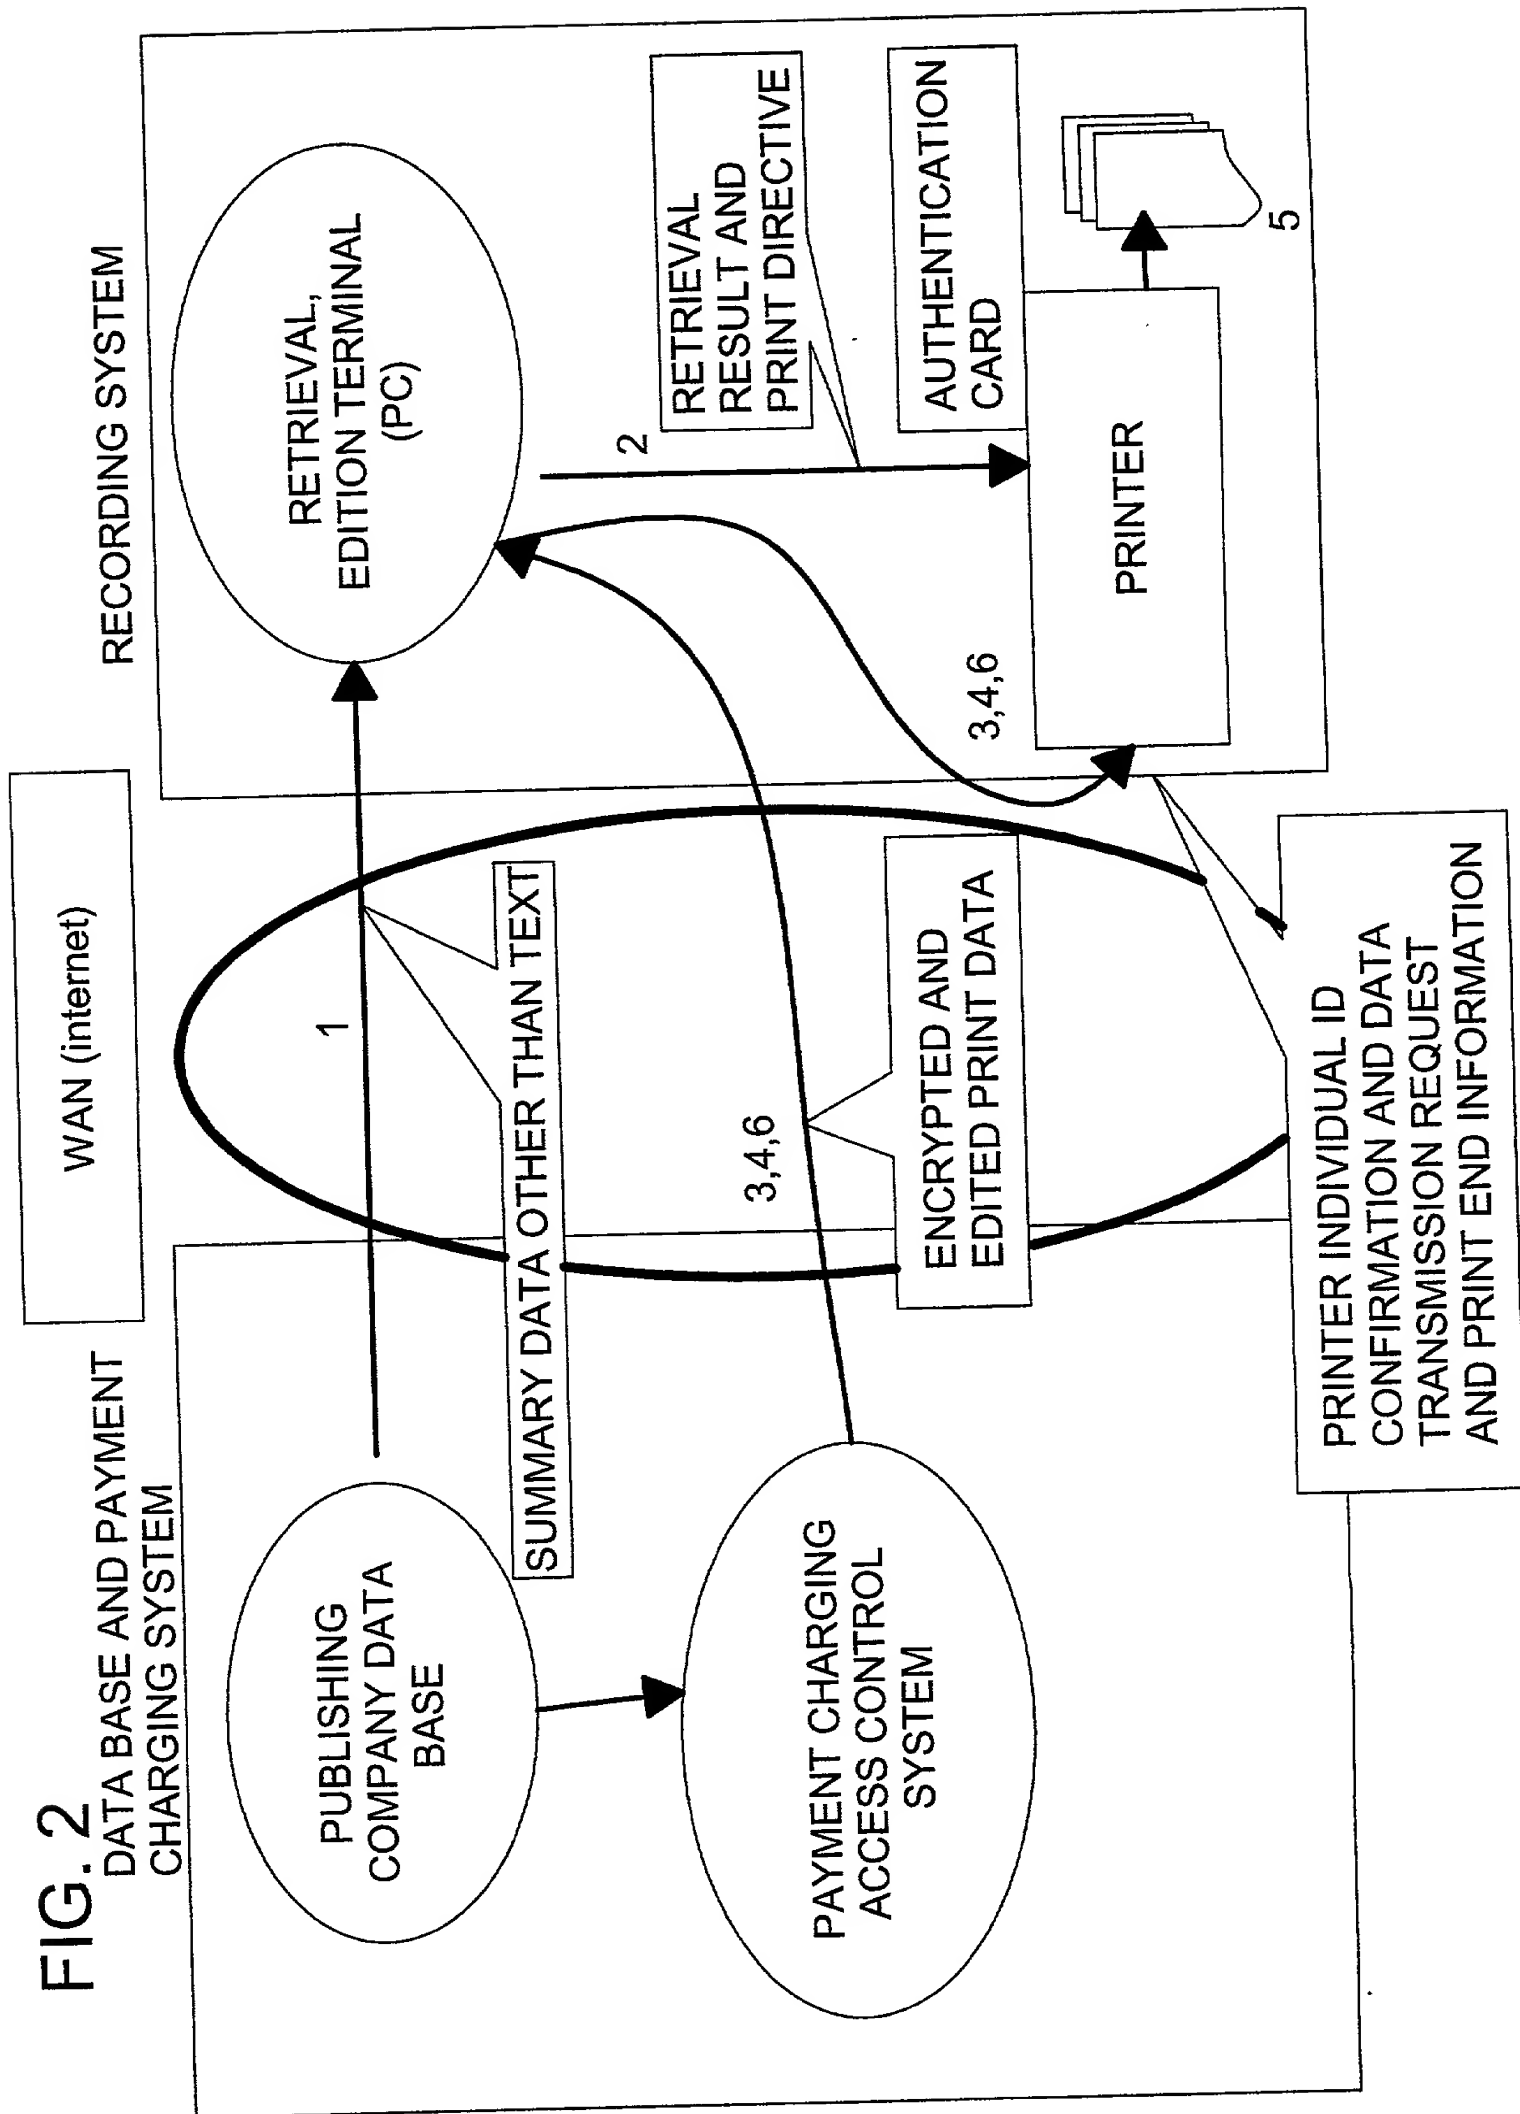 FIG. 2
DATA BASE AND PAYMENT
CHARGING SYSTEM
WAN (internet)
RECORDING SYSTEM
PUBLISHING
COMPANY DATA
BASE
1
RETRIEVAL,
EDITION TERMINAL
(PC)
SUMMARY DATA OTHER THAN TEXT
2
RETRIEVAL
RESULT AND
PRINT DIRECTIVE
PAYMENT CHARGING
ACCESS CONTROL
SYSTEM
3,4,6
ENCRYPTED AND
EDITED PRINT DATA
3,4,6
AUTHENTICATION
CARD
PRINTER
5
PRINTER INDIVIDUAL ID
CONFIRMATION AND DATA
TRANSMISSION REQUEST
AND PRINT END INFORMATION